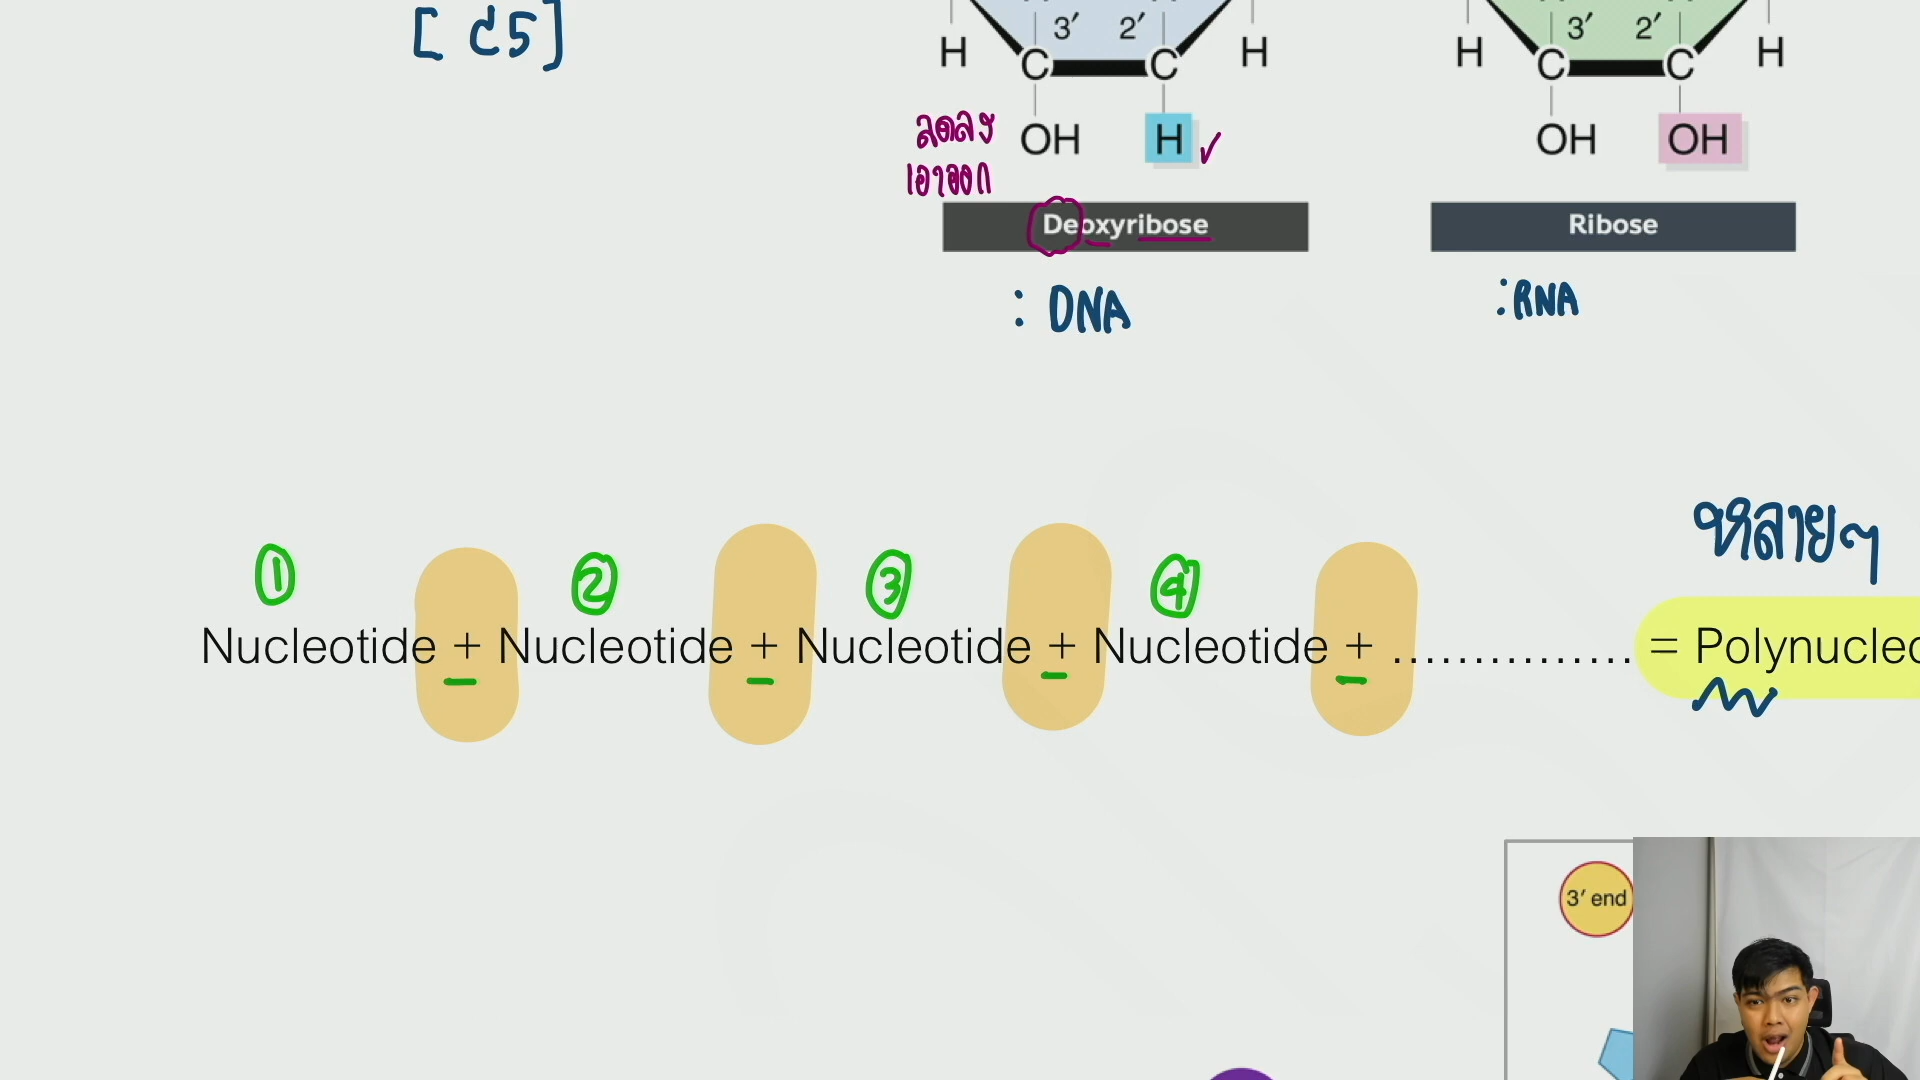 [ C5 ]
3′ 2′
H C C H
OH H ✓
ลดลง
เอาออก
Deoxyribose
: DNA
3′ 2′
H C C H
OH OH
Ribose
: RNA
หลายๆ
① ② ③ ④
Nucleotide + Nucleotide + Nucleotide + Nucleotide + ............... = Polynucleo
3′ end